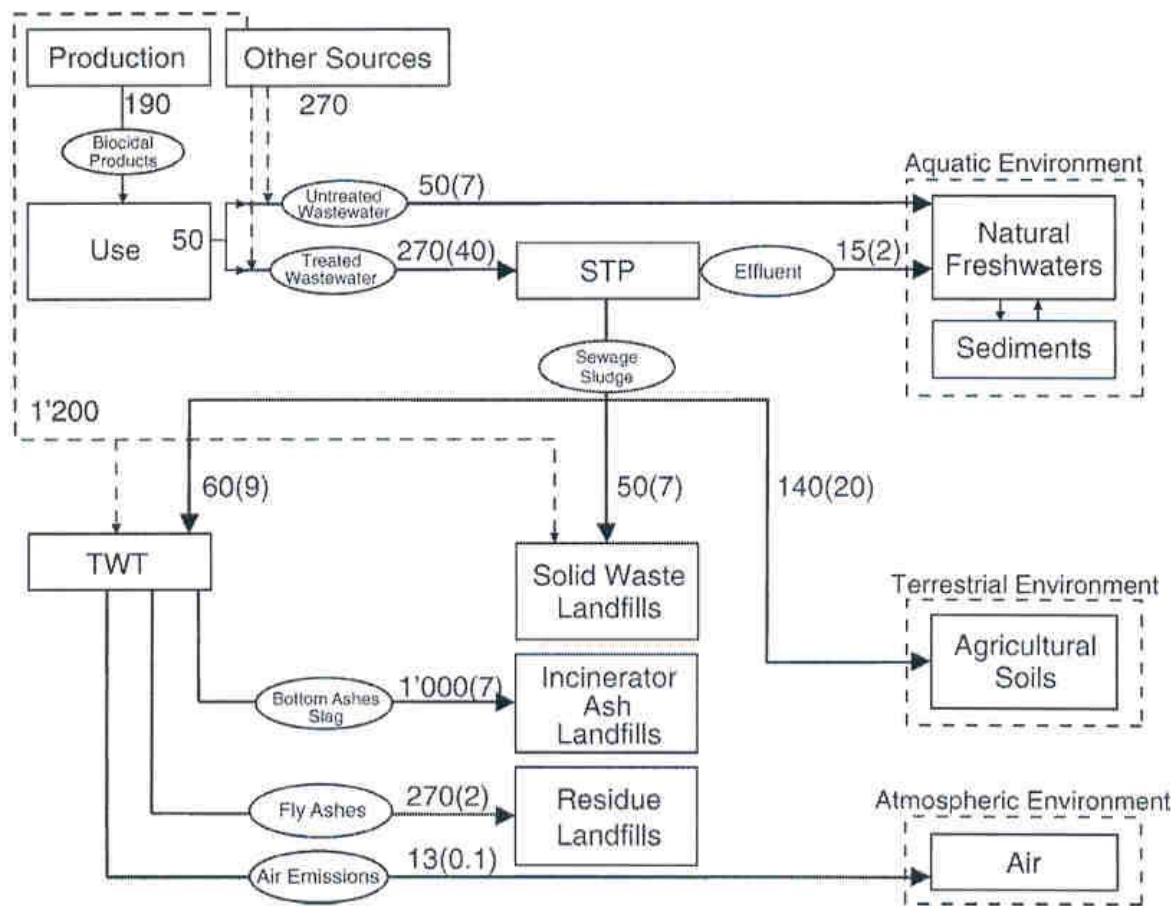 Production
Other Sources
190
270
Biocidal
Products
Aquatic Environment
Untreated
Wastewater
50(7)
Use
50
Natural
Freshwaters
Treated
Wastewater
270(40)
STP
Effluent
15(2)
Sediments
Sewage
Sludge
1'200
60(9)
50(7)
140(20)
TWT
Solid Waste
Landfills
Terrestrial Environment
Agricultural
Soils
Bottom Ashes
Slag
1'000(7)
Incinerator
Ash
Landfills
Fly Ashes
270(2)
Residue
Landfills
Atmospheric Environment
Air Emissions
13(0.1)
Air